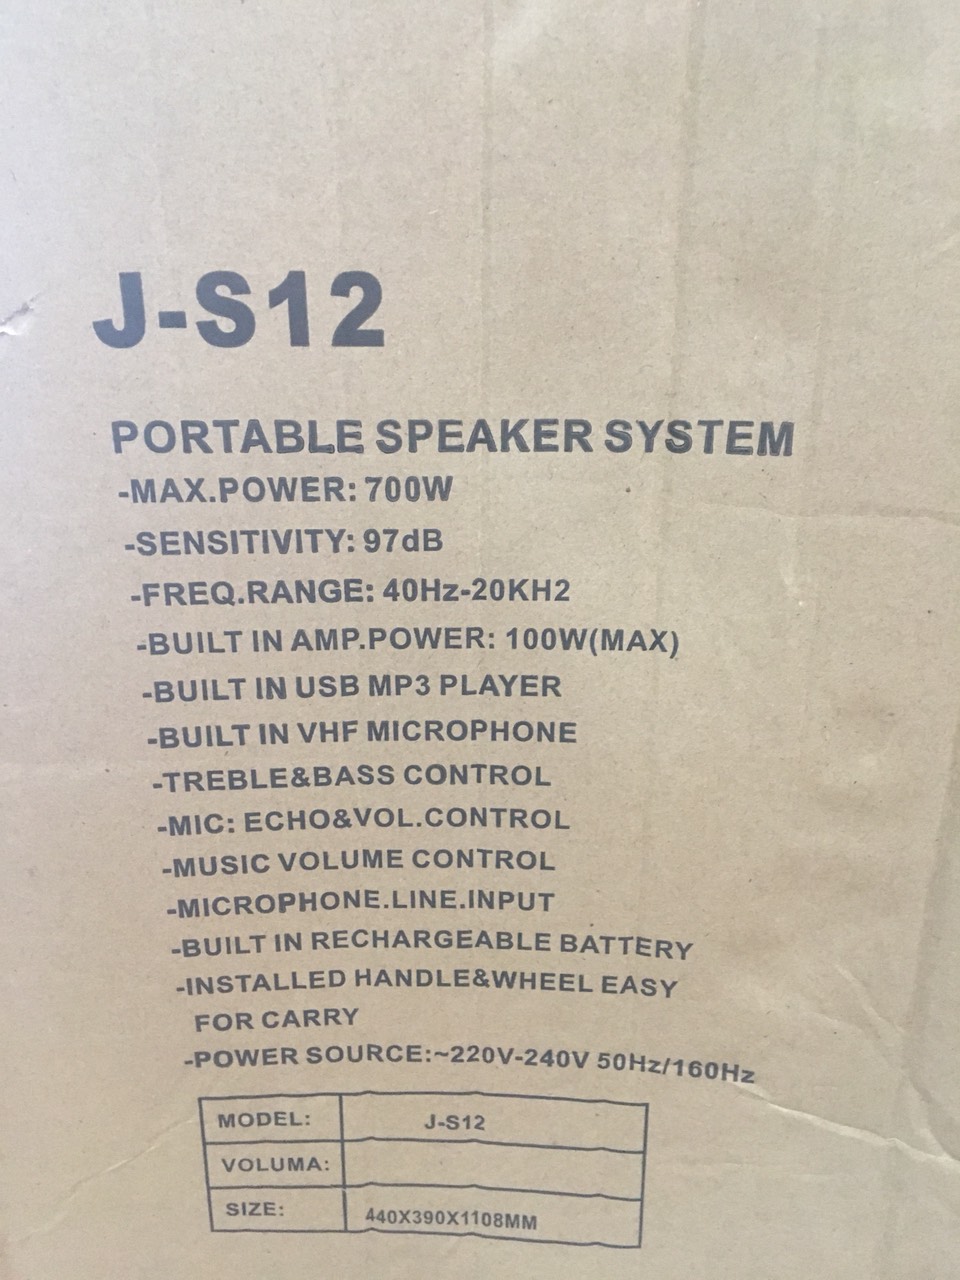 J-S12
PORTABLE SPEAKER SYSTEM
-MAX.POWER: 700W
-SENSITIVITY: 97dB
-FREQ.RANGE: 40Hz-20KH2
-BUILT IN AMP.POWER: 100W(MAX)
-BUILT IN USB MP3 PLAYER
-BUILT IN VHF MICROPHONE
-TREBLE&BASS CONTROL
-MIC: ECHO&VOL.CONTROL
-MUSIC VOLUME CONTROL
-MICROPHONE.LINE.INPUT
-BUILT IN RECHARGEABLE BATTERY
-INSTALLED HANDLE&WHEEL EASY
FOR CARRY
-POWER SOURCE:~220V-240V 50Hz/160Hz
MODEL: J-S12
VOLUMA:
SIZE: 440X390X1108MM